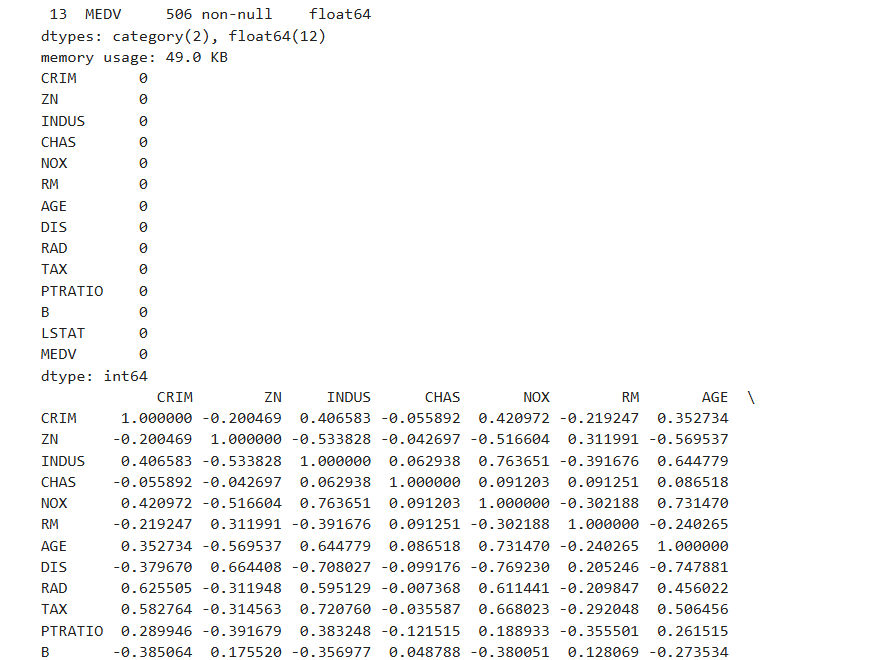 13  MEDV     506 non-null    float64
dtypes: category(2), float64(12)
memory usage: 49.0 KB
CRIM       0
ZN         0
INDUS      0
CHAS       0
NOX        0
RM         0
AGE        0
DIS        0
RAD        0
TAX        0
PTRATIO    0
B          0
LSTAT      0
MEDV       0
dtype: int64
             CRIM        ZN     INDUS      CHAS       NOX        RM       AGE  \
CRIM     1.000000 -0.200469  0.406583 -0.055892  0.420972 -0.219247  0.352734
ZN      -0.200469  1.000000 -0.533828 -0.042697 -0.516604  0.311991 -0.569537
INDUS    0.406583 -0.533828  1.000000  0.062938  0.763651 -0.391676  0.644779
CHAS    -0.055892 -0.042697  0.062938  1.000000  0.091203  0.091251  0.086518
NOX      0.420972 -0.516604  0.763651  0.091203  1.000000 -0.302188  0.731470
RM      -0.219247  0.311991 -0.391676  0.091251 -0.302188  1.000000 -0.240265
AGE      0.352734 -0.569537  0.644779  0.086518  0.731470 -0.240265  1.000000
DIS     -0.379670  0.664408 -0.708027 -0.099176 -0.769230  0.205246 -0.747881
RAD      0.625505 -0.311948  0.595129 -0.007368  0.611441 -0.209847  0.456022
TAX      0.582764 -0.314563  0.720760 -0.035587  0.668023 -0.292048  0.506456
PTRATIO  0.289946 -0.391679  0.383248 -0.121515  0.188933 -0.355501  0.261515
B       -0.385064  0.175520 -0.356977  0.048788 -0.380051  0.128069 -0.273534